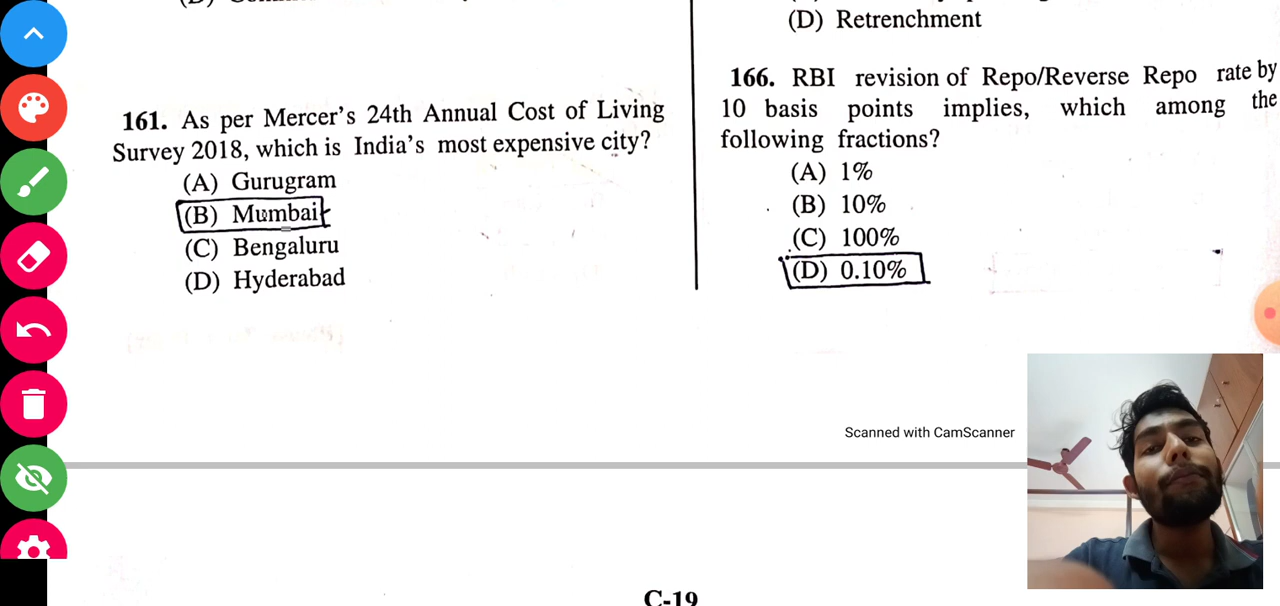 (D) Retrenchment
161. As per Mercer's 24th Annual Cost of Living
Survey 2018, which is India's most expensive city?
(A) Gurugram
(B) Mumbai
(C) Bengaluru
(D) Hyderabad
166. RBI revision of Repo/Reverse Repo rate by
10 basis points implies, which among the
following fractions?
(A) 1%
(B) 10%
(C) 100%
(D) 0.10%
Scanned with CamScanner
C-19